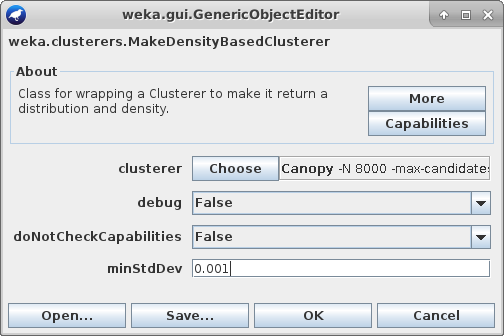 weka.gui.GenericObjectEditor
weka.clusterers.MakeDensityBasedClusterer
About
Class for wrapping a Clusterer to make it return a
distribution and density.
More
Capabilities
clusterer Choose Canopy -N 8000 -max-candidates
debug False
doNotCheckCapabilities False
minStdDev 0.001
Open... Save... OK Cancel